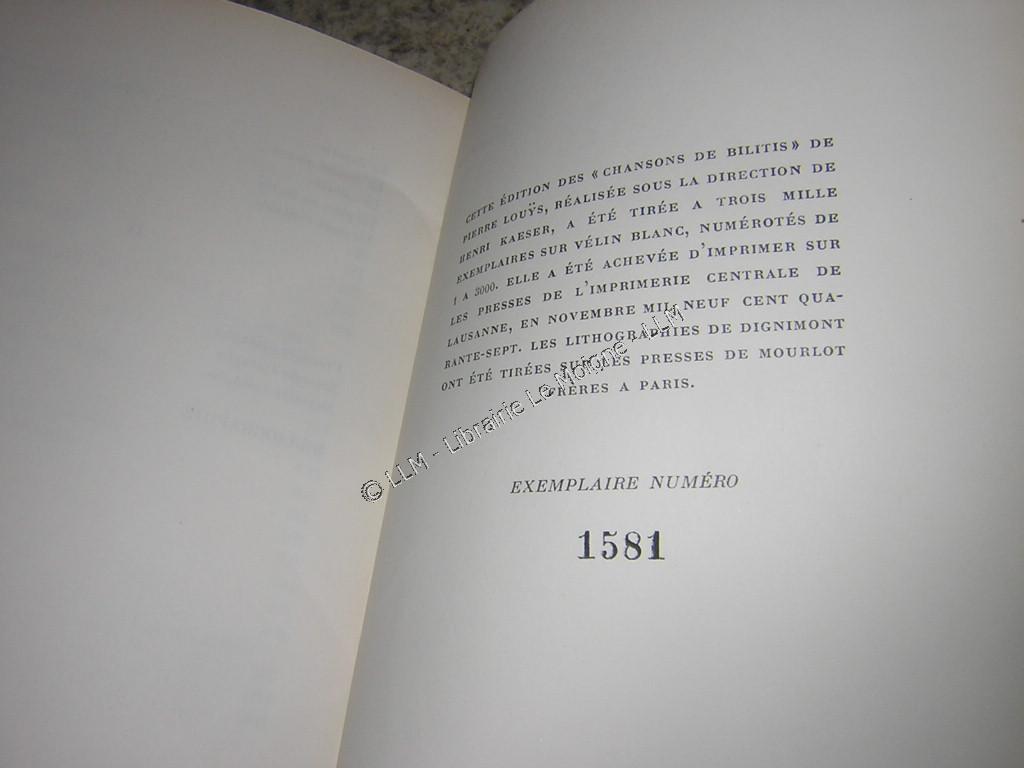 CETTE ÉDITION DES « CHANSONS DE BILITIS » DE
PIERRE LOUŸS, RÉALISÉE SOUS LA DIRECTION DE
HENRI KAESER, A ÉTÉ TIRÉE A TROIS MILLE
EXEMPLAIRES SUR VÉLIN BLANC, NUMÉROTÉS DE
1 A 3000. ELLE A ÉTÉ ACHEVÉE D'IMPRIMER SUR
LES PRESSES DE L'IMPRIMERIE CENTRALE DE
LAUSANNE, EN NOVEMBRE MIL NEUF CENT QUA-
RANTE-SEPT. LES LITHOGRAPHIES DE DIGNIMONT
ONT ÉTÉ TIRÉES SUR LES PRESSES DE MOURLOT
FRÈRES A PARIS.
© LLM - Librairie Le Moigne - LLM
EXEMPLAIRE NUMÉRO
1581